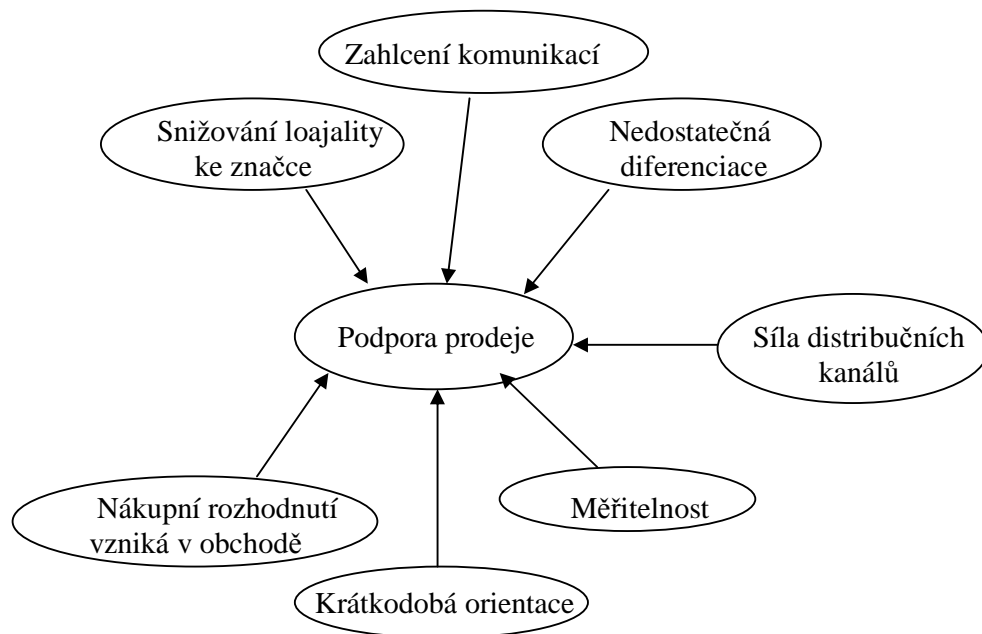 Zahlcení komunikací
Snižování loajality
ke značce
Nedostatečná
diferenciace
Podpora prodeje
Síla distribučních
kanálů
Nákupní rozhodnutí
vzniká v obchodě
Měřitelnost
Krátkodobá orientace